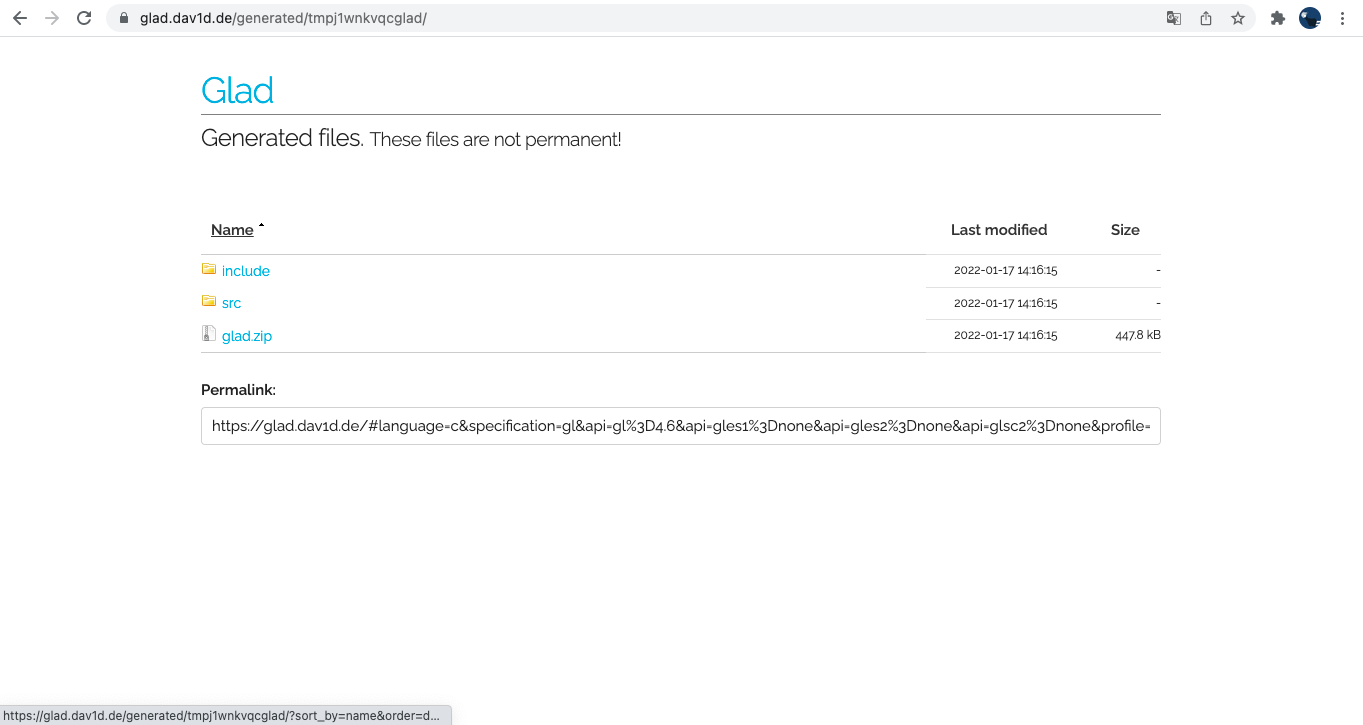 glad.dav1d.de/generated/tmpj1wnkvqcglad/
Glad
Generated files. These files are not permanent!
Name Last modified Size
include 2022-01-17 14:16:15 -
src 2022-01-17 14:16:15 -
glad.zip 2022-01-17 14:16:15 447.8 kB
Permalink:
https://glad.dav1d.de/#language=c&specification=gl&api=gl%3D4.6&api=gles1%3Dnone&api=gles2%3Dnone&api=glsc2%3Dnone&profile=
https://glad.dav1d.de/generated/tmpj1wnkvqcglad/?sort_by=name&order=d...